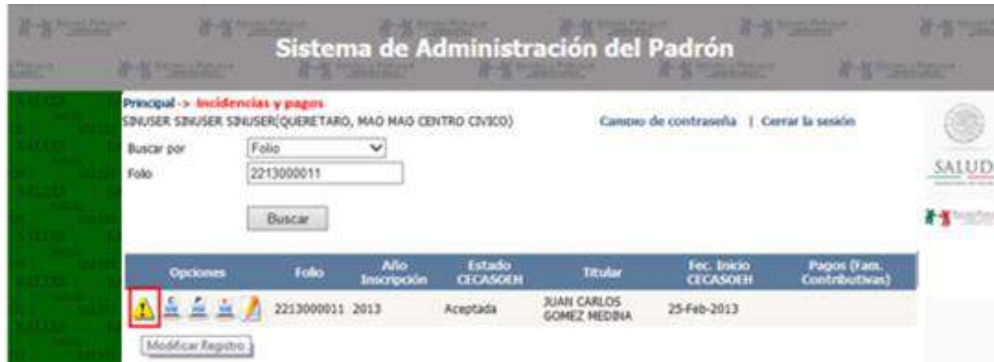 Sistema de Administración del Padrón
Principal -> Incidencias y pagos
SINUSER SINUSER SINUSER(QUERETARO, MAO MAO CENTRO CIVICO)
Cambio de contraseña | Cerrar la sesión
Buscar por
Folio
Folio
2213000011
Buscar
SALUD
Opciones Folio Año Inscripción Estado CECASOEH Titular Fec. Inicio CECASOEH Pagos (Fam. Contributivas)
2213000011 2013 Aceptada JUAN CARLOS GOMEZ MEDINA 25-Feb-2013
Modificar Registro